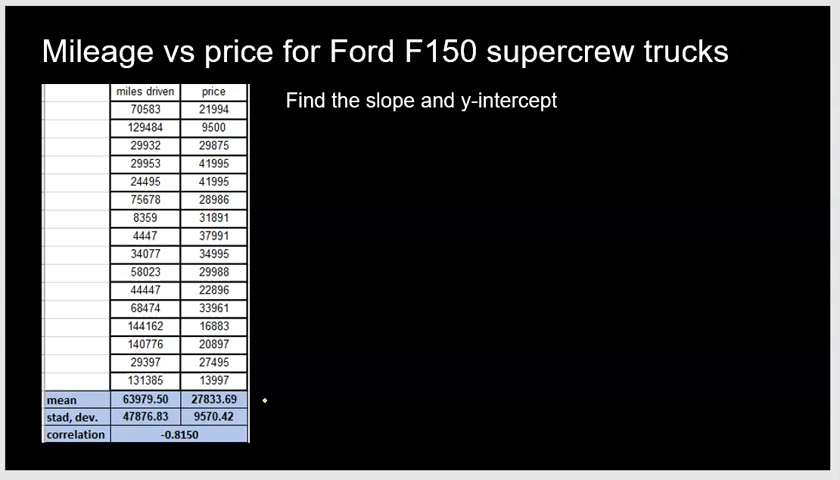 Mileage vs price for Ford F150 supercrew trucks
Find the slope and y-intercept
miles driven price
70583 21994
129484 9500
29932 29875
29953 41995
24495 41995
75678 28986
8359 31891
4447 37991
34077 34995
58023 29988
44447 22896
68474 33961
144162 16883
140776 20897
29397 27495
131385 13997
mean 63979.50 27833.69
stad, dev. 47876.83 9570.42
correlation -0.8150